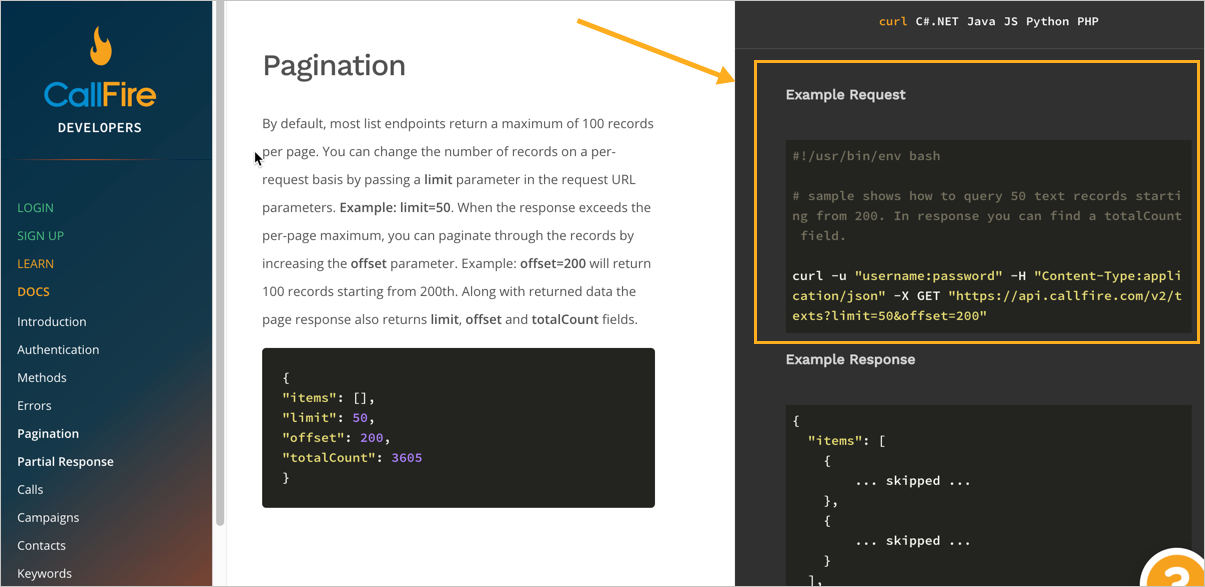 CallFire
DEVELOPERS
LOGIN
SIGN UP
LEARN
DOCS
Introduction
Authentication
Methods
Errors
Pagination
Partial Response
Calls
Campaigns
Contacts
Keywords
Pagination
By default, most list endpoints return a maximum of 100 records
per page. You can change the number of records on a per-
request basis by passing a limit parameter in the request URL
parameters. Example: limit=50. When the response exceeds the
per-page maximum, you can paginate through the records by
increasing the offset parameter. Example: offset=200 will return
100 records starting from 200th. Along with returned data the
page response also returns limit, offset and totalCount fields.
{
"items": [],
"limit": 50,
"offset": 200,
"totalCount": 3605
}
curl C#.NET Java JS Python PHP
Example Request
#!/usr/bin/env bash
# sample shows how to query 50 text records starti
ng from 200. In response you can find a totalCount
field.
curl -u "username:password" -H "Content-Type:appli
cation/json" -X GET "https://api.callfire.com/v2/t
exts?limit=50&offset=200"
Example Response
{
"items": [
{
... skipped ...
},
{
... skipped ...
}
],
?